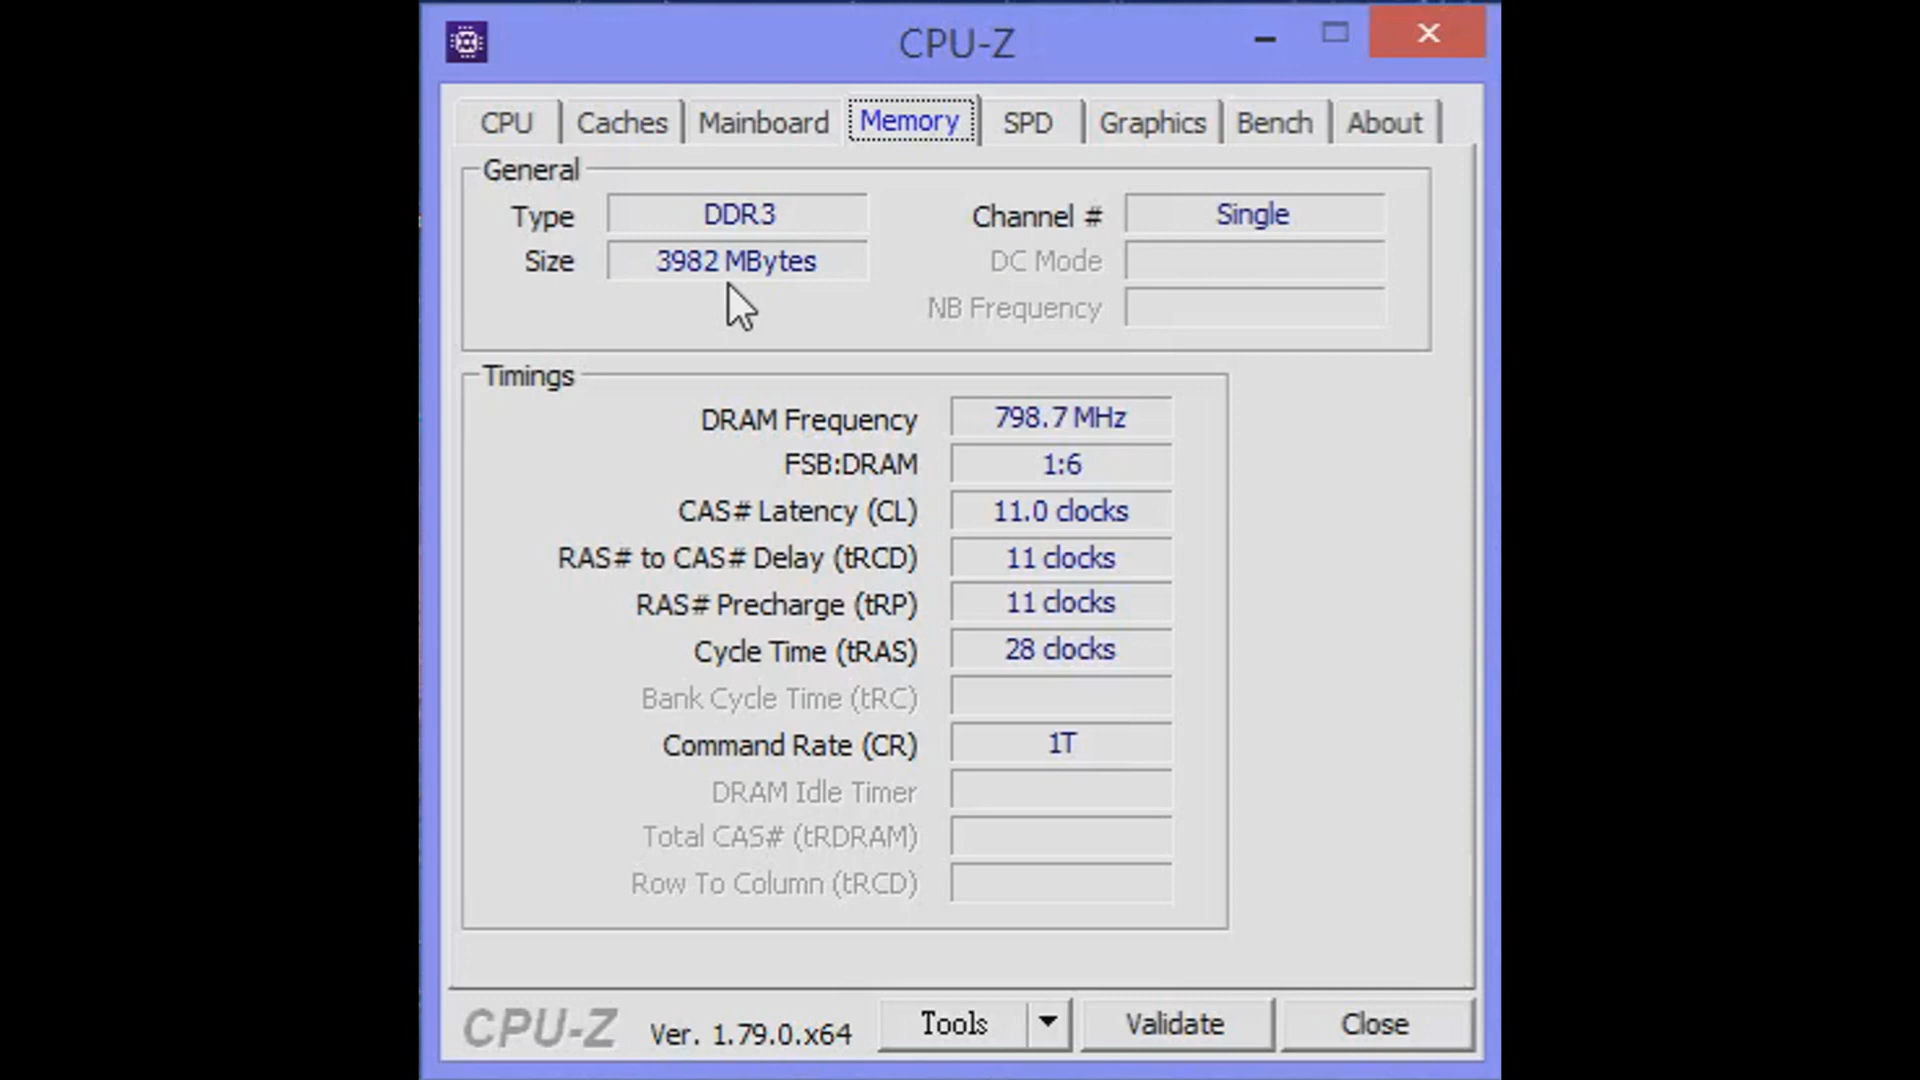 CPU-Z
CPU Caches Mainboard Memory SPD Graphics Bench About
General
Type DDR3 Channel # Single
Size 3982 MBytes DC Mode
NB Frequency
Timings
DRAM Frequency 798.7 MHz
FSB:DRAM 1:6
CAS# Latency (CL) 11.0 clocks
RAS# to CAS# Delay (tRCD) 11 clocks
RAS# Precharge (tRP) 11 clocks
Cycle Time (tRAS) 28 clocks
Bank Cycle Time (tRC)
Command Rate (CR) 1T
DRAM Idle Timer
Total CAS# (tRDRAM)
Row To Column (tRCD)
CPU-Z Ver. 1.79.0.x64 Tools Validate Close